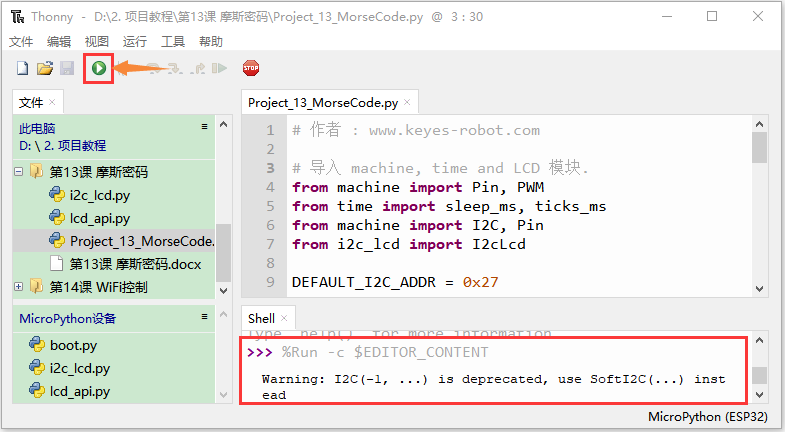 Thonny - D:\2. 项目教程\第13课 摩斯密码\Project_13_MorseCode.py @ 3 : 30
文件 编辑 视图 运行 工具 帮助
STOP
文件 ×
此电脑
D: \ 2. 项目教程
第13课 摩斯密码
i2c_lcd.py
lcd_api.py
Project_13_MorseCode.
第13课 摩斯密码.docx
第14课 WiFi控制
MicroPython设备
boot.py
i2c_lcd.py
lcd_api.py
Project_13_MorseCode.py ×
1 # 作者 : www.keyes-robot.com
2
3 # 导入 machine, time and LCD 模块.
4 from machine import Pin, PWM
5 from time import sleep_ms, ticks_ms
6 from machine import I2C, Pin
7 from i2c_lcd import I2cLcd
8
9 DEFAULT_I2C_ADDR = 0x27
Shell ×
Type "help()" for more information.
>>> %Run -c $EDITOR_CONTENT
Warning: I2C(-1, ...) is deprecated, use SoftI2C(...) inst
ead
MicroPython (ESP32)